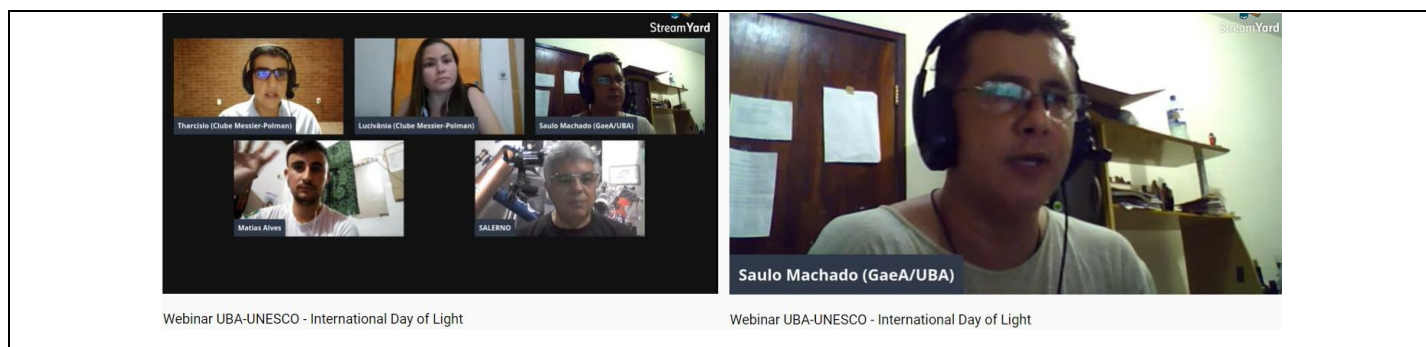 StreamYard
Tharcisio (Clube Messier-Polman)
Lucivânia (Clube Messier-Polman)
Saulo Machado (GaeA/UBA)
Matias Alves
SALERNO
Webinar UBA-UNESCO - International Day of Light
StreamYard
Saulo Machado (GaeA/UBA)
Webinar UBA-UNESCO - International Day of Light